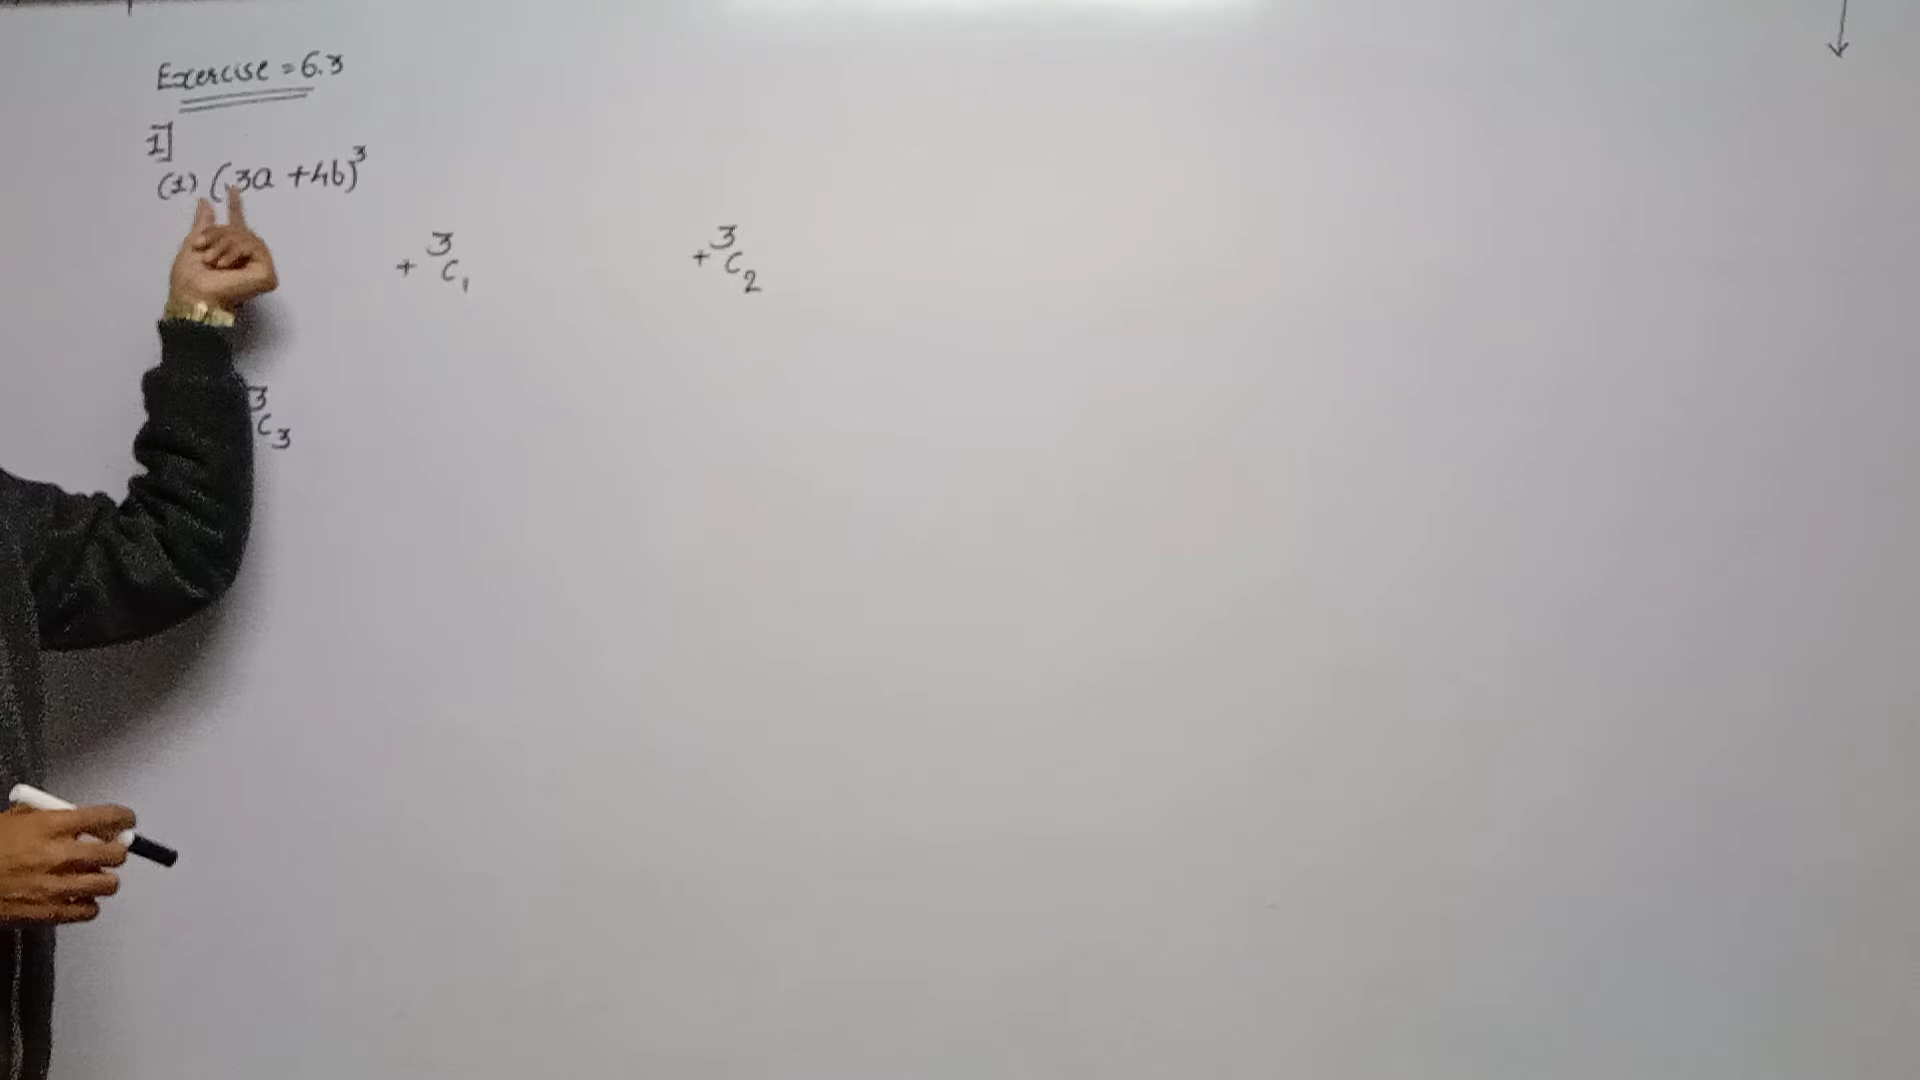 Exercise = 6.3
1]
(1) (3a + 4b)³
+ ³C₁ + ³C₂
³C₃